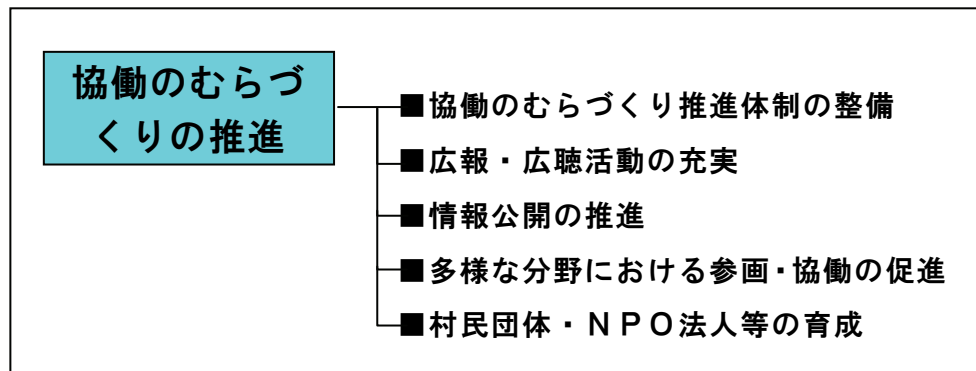 協働のむらづ
くりの推進
■協働のむらづくり推進体制の整備
■広報・広聴活動の充実
■情報公開の推進
■多様な分野における参画・協働の促進
■村民団体・ＮＰＯ法人等の育成